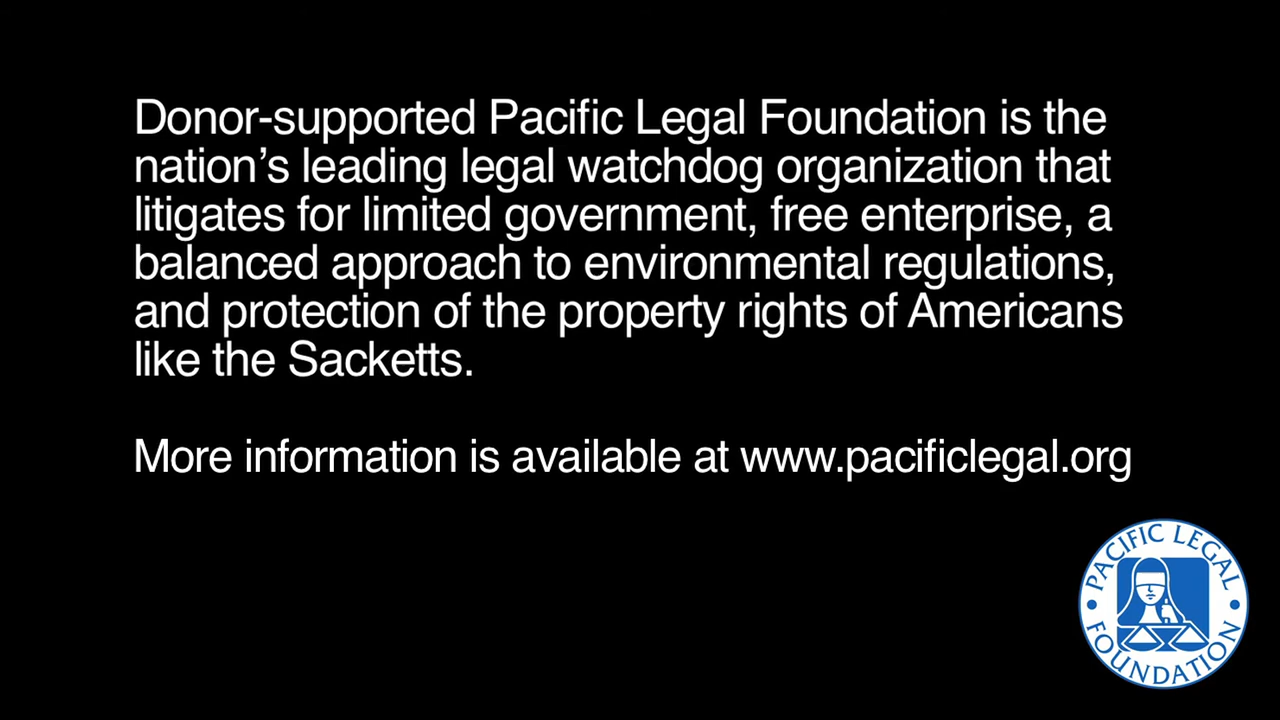 Donor-supported Pacific Legal Foundation is the
nation’s leading legal watchdog organization that
litigates for limited government, free enterprise, a
balanced approach to environmental regulations,
and protection of the property rights of Americans
like the Sacketts.
More information is available at www.pacificlegal.org
PACIFIC LEGAL
FOUNDATION